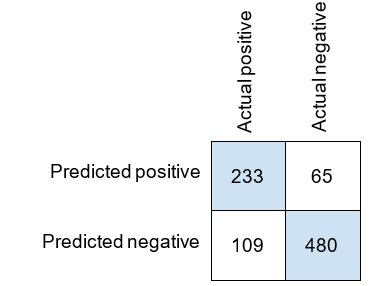 Actual positive
Actual negative
Predicted positive
233
65
Predicted negative
109
480